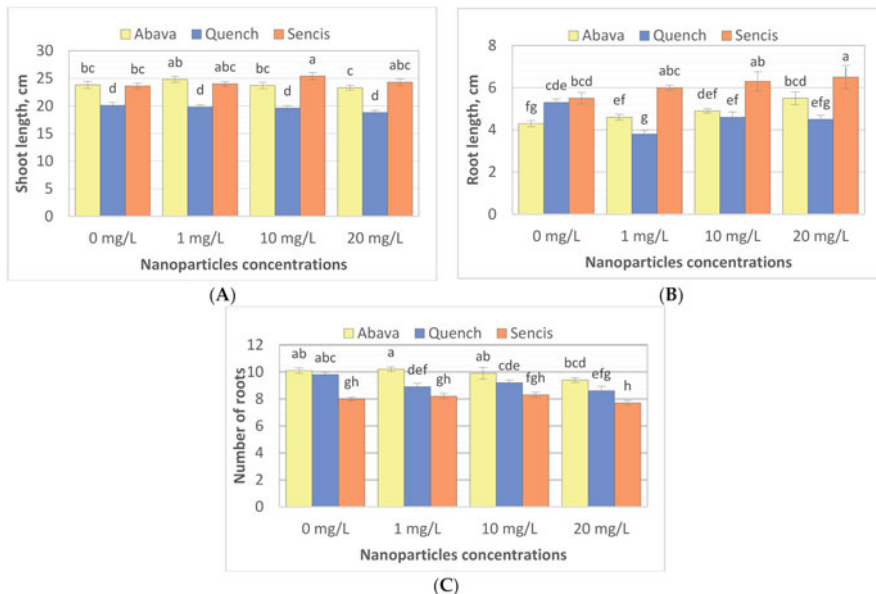 Abava Quench Sencis
Shoot length, cm
30
25
20
15
10
5
0
bc d bc ab d abc bc d a c d abc
0 mg/L 1 mg/L 10 mg/L 20 mg/L
Nanoparticles concentrations
(A)
Abava Quench Sencis
Root length, cm
8
6
4
2
0
fg cde bcd ef g abc def ef ab bcd efg a
0 mg/L 1 mg/L 10 mg/L 20 mg/L
Nanoparticles concentrations
(B)
Abava Quench Sencis
Number of roots
12
10
8
6
4
2
0
ab abc gh a def gh ab cde fgh bcd efg h
0 mg/L 1 mg/L 10 mg/L 20 mg/L
Nanoparticles concentrations
(C)